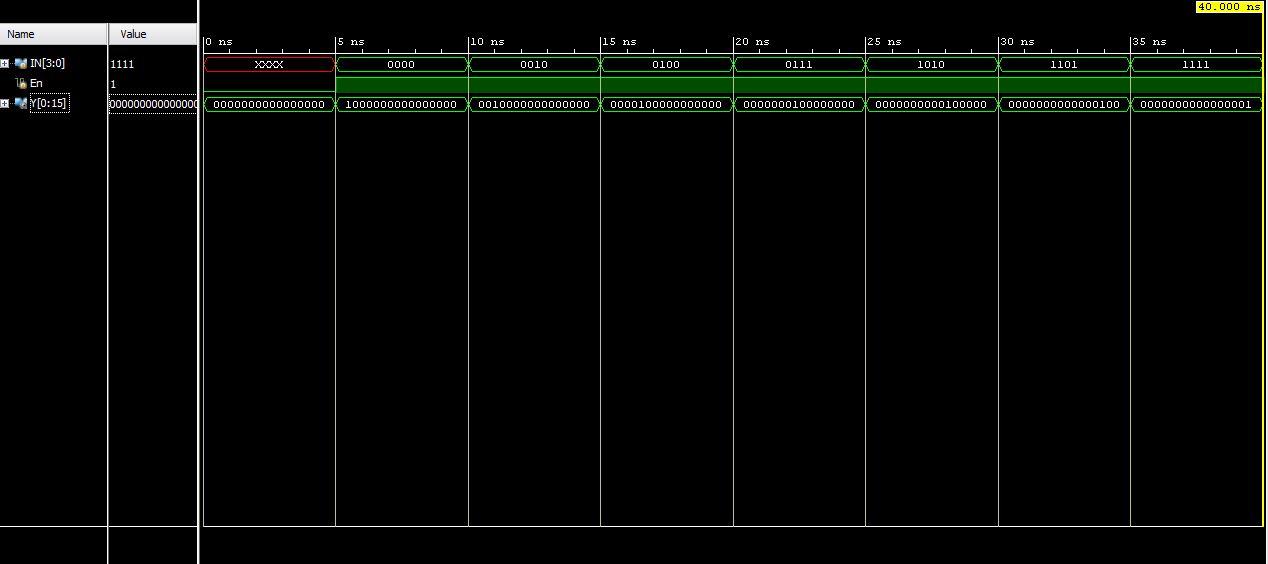 40.000 ns
Name Value
0 ns 5 ns 10 ns 15 ns 20 ns 25 ns 30 ns 35 ns
IN[3:0] 1111 XXXX 0000 0010 0100 0111 1010 1101 1111
En 1
Y[0:15] 0000000000000000 0000000000000000 1000000000000000 0010000000000000 0000100000000000 0000000100000000 0000000000100000 0000000000000100 0000000000000001